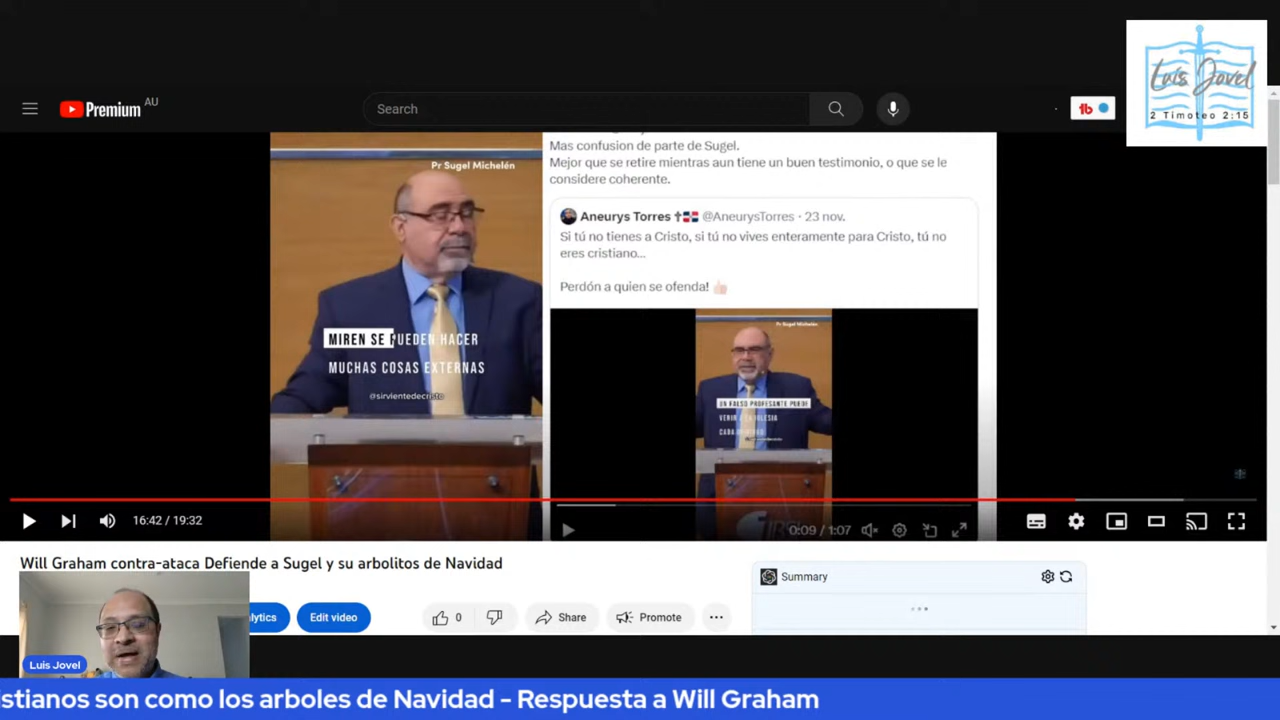 Luis Jovel
2 Timoteo 2:15
Premium AU
Search
Pr Sugel Michelén
MIREN SE PUEDEN HACER
MUCHAS COSAS EXTERNAS
@sirvientedecristo
Mas confusion de parte de Sugel.
Mejor que se retire mientras aun tiene un buen testimonio, o que se le
considere coherente.
Aneurys Torres @AneurysTorres · 23 nov.
Si tú no tienes a Cristo, si tú no vives enteramente para Cristo, tú no
eres cristiano...
Perdón a quien se ofenda!
Pr Sugel Michelén
UN FALSO PROFESANTE PUEDE
VENIR A LA IGLESIA
CADA
0:09 / 1:07
16:42 / 19:32
Will Graham contra-ataca Defiende a Sugel y su arbolitos de Navidad
Summary
lytics
Edit video
0
Share
Promote
Luis Jovel
stianos son como los arboles de Navidad - Respuesta a Will Graham